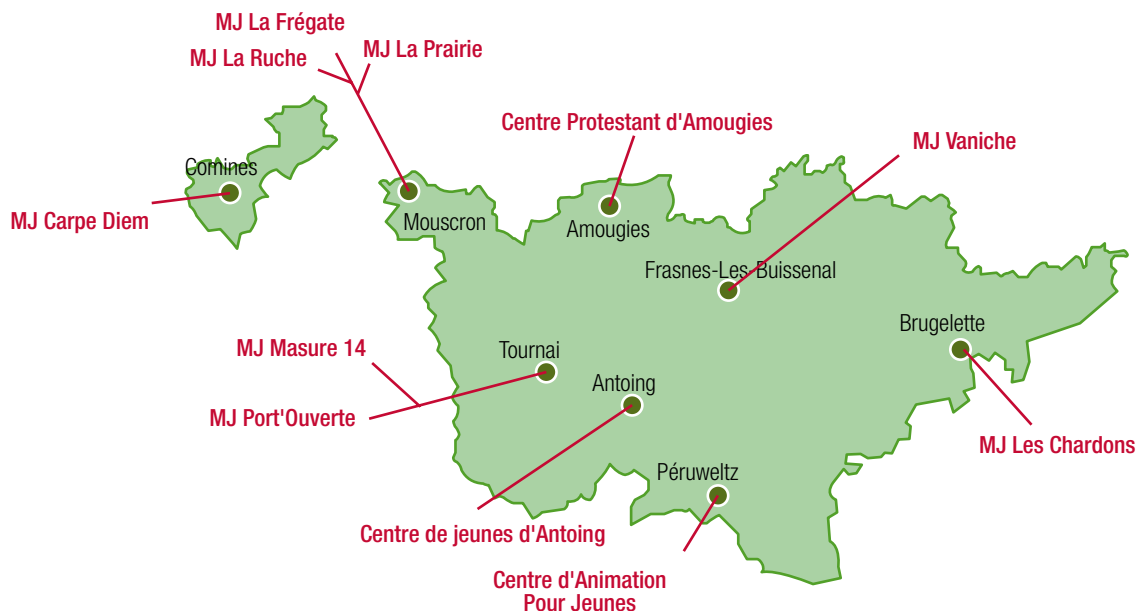 MJ La Frégate
MJ La Ruche
MJ La Prairie
Centre Protestant d'Amougies
MJ Vaniche
Comines
MJ Carpe Diem
Mouscron
Amougies
Frasnes-Les-Buissenal
Brugelette
MJ Masure 14
Tournai
Antoing
MJ Port'Ouverte
MJ Les Chardons
Péruweltz
Centre de jeunes d'Antoing
Centre d'Animation
Pour Jeunes